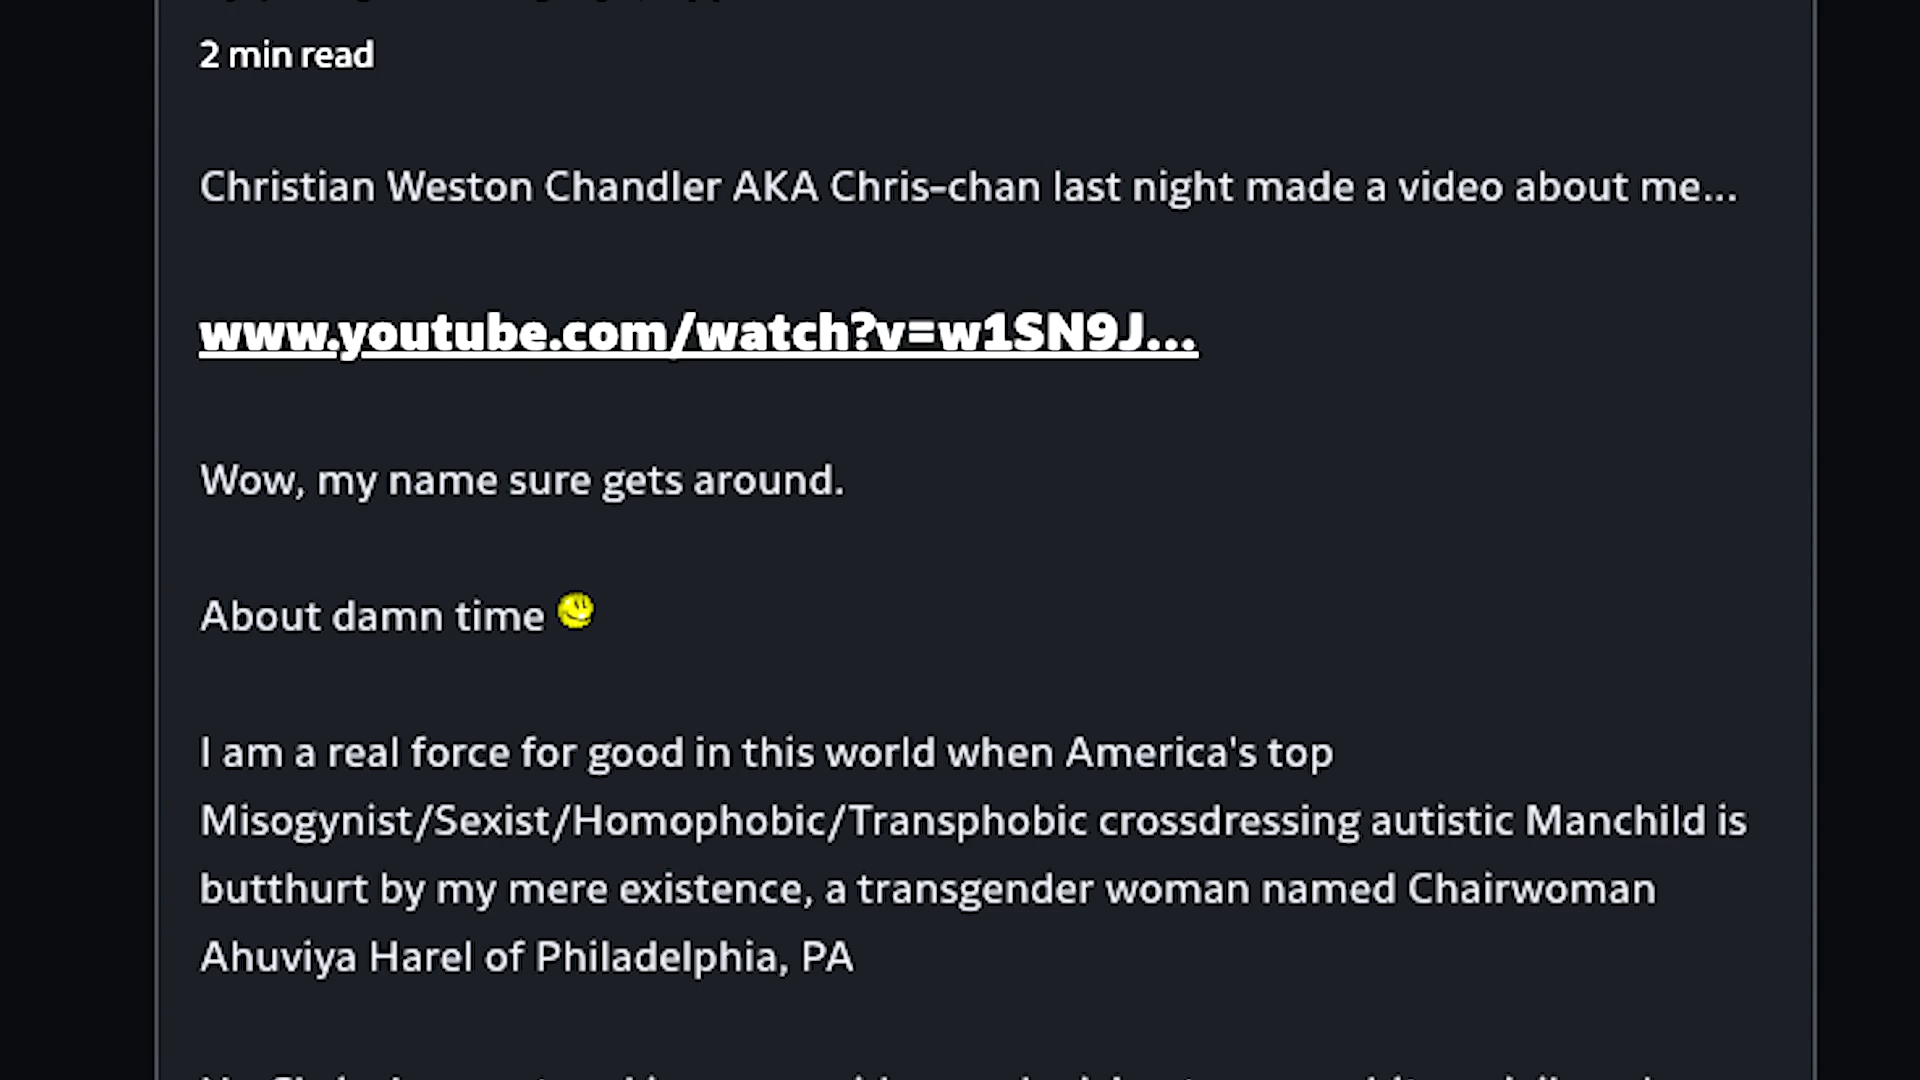 2 min read
Christian Weston Chandler AKA Chris-chan last night made a video about me...
www.youtube.com/watch?v=w1SN9J...
Wow, my name sure gets around.
About damn time
I am a real force for good in this world when America's top
Misogynist/Sexist/Homophobic/Transphobic crossdressing autistic Manchild is
butthurt by my mere existence, a transgender woman named Chairwoman
Ahuviya Harel of Philadelphia, PA